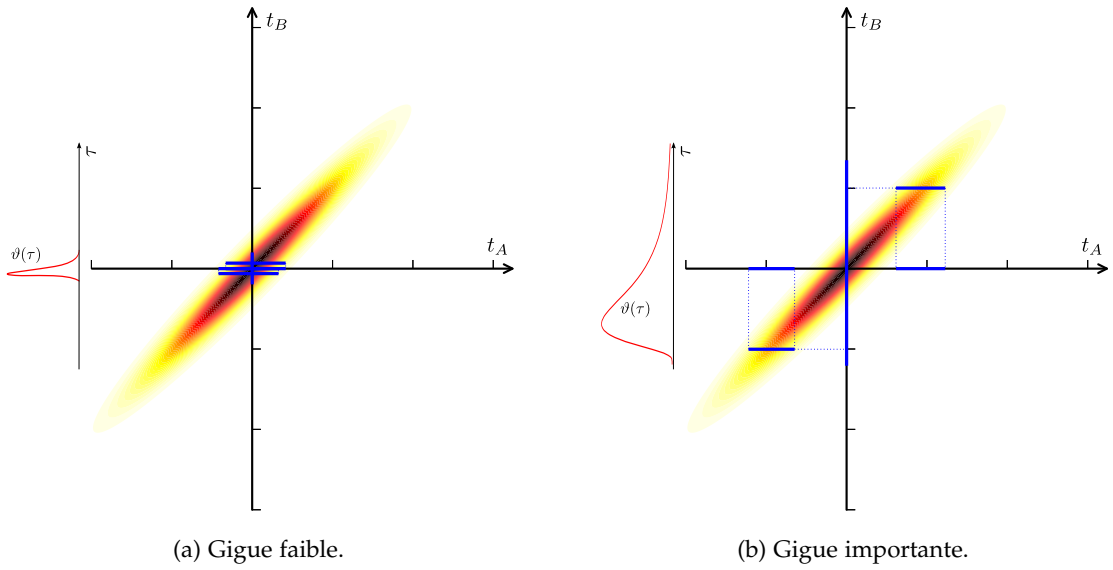 t_B
t_B
τ
τ
t_A
t_A
ϑ(τ)
ϑ(τ)
(a) Gigue faible.
(b) Gigue importante.